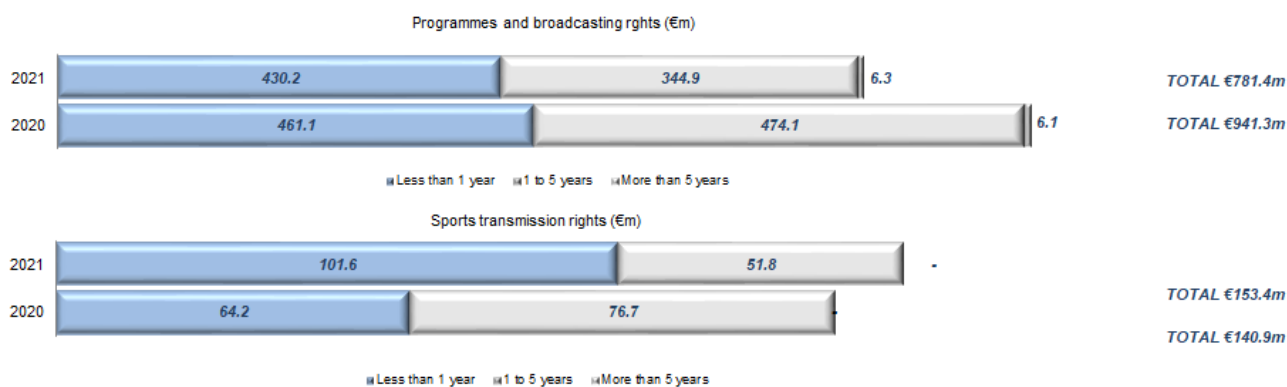 Programmes and broadcasting rghts (€m)
2021 430.2 344.9 6.3 TOTAL €781.4m
2020 461.1 474.1 6.1 TOTAL €941.3m
Less than 1 year 1 to 5 years More than 5 years
Sports transmission rights (€m)
2021 101.6 51.8 -
TOTAL €153.4m
2020 64.2 76.7 -
TOTAL €140.9m
Less than 1 year 1 to 5 years More than 5 years